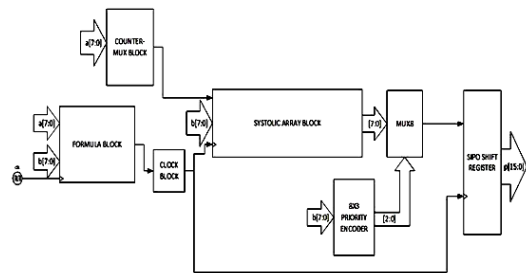 a[7:0]
COUNTER-
MUX BLOCK
a[7:0]
b[7:0]
FORMULA BLOCK
CLOCK
BLOCK
b[7:0]
SYSTOLIC ARRAY BLOCK
[7:0]
MUX8
SIPO SHIFT
REGISTER
p[15:0]
b[7:0]
8X3
PRIORITY
ENCODER
[2:0]